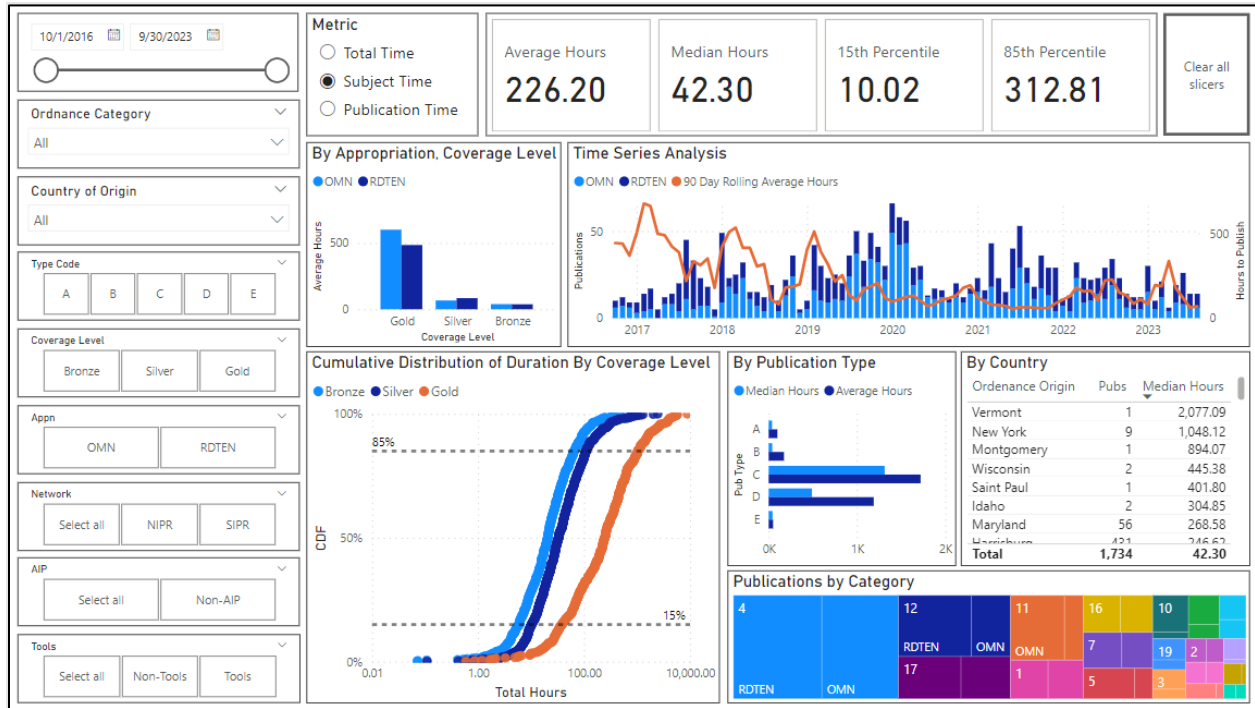 10/1/2016
9/30/2023
Ordnance Category
All
Country of Origin
All
Type Code
A B C D E
Coverage Level
Bronze Silver Gold
Appn
OMN RDTEN
Network
Select all NIPR SIPR
AIP
Select all Non-AIP
Tools
Select all Non-Tools Tools
Metric
Total Time
Subject Time
Publication Time
Average Hours
226.20
Median Hours
42.30
15th Percentile
10.02
85th Percentile
312.81
Clear all
slicers
By Appropriation, Coverage Level
OMN RDTEN
Average Hours
500
0
Gold Silver Bronze
Coverage Level
Time Series Analysis
OMN RDTEN 90 Day Rolling Average Hours
Publications
50
0
500
0
Hours to Publish
2017 2018 2019 2020 2021 2022 2023
Cumulative Distribution of Duration By Coverage Level
Bronze Silver Gold
CDF
100%
85%
50%
15%
0%
0.01 1.00 100.00 10,000.00
Total Hours
By Publication Type
Median Hours Average Hours
Pub Type
A
B
C
D
E
0K 1K 2K
By Country
Ordenance Origin Pubs Median Hours
Vermont 1 2,077.09
New York 9 1,048.12
Montgomery 1 894.07
Wisconsin 2 445.38
Saint Paul 1 401.80
Idaho 2 304.85
Maryland 56 268.58
Harrisburg 431 246.62
Total 1,734 42.30
Publications by Category
4
RDTEN OMN
12
RDTEN OMN
17
11
OMN
1
16
7
5
10
19
3
2